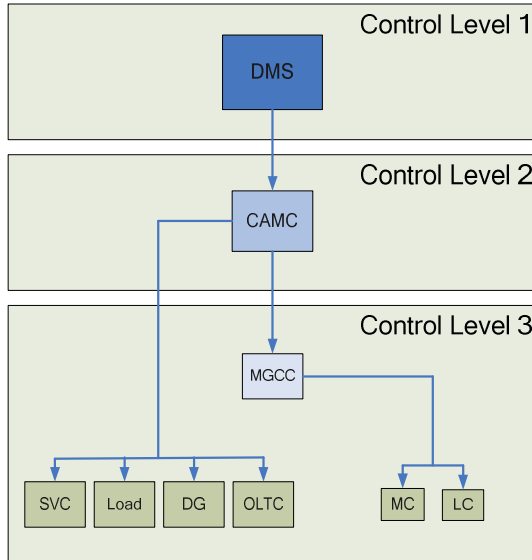 Control Level 1
DMS
Control Level 2
CAMC
Control Level 3
MGCC
SVC
Load
DG
OLTC
MC
LC